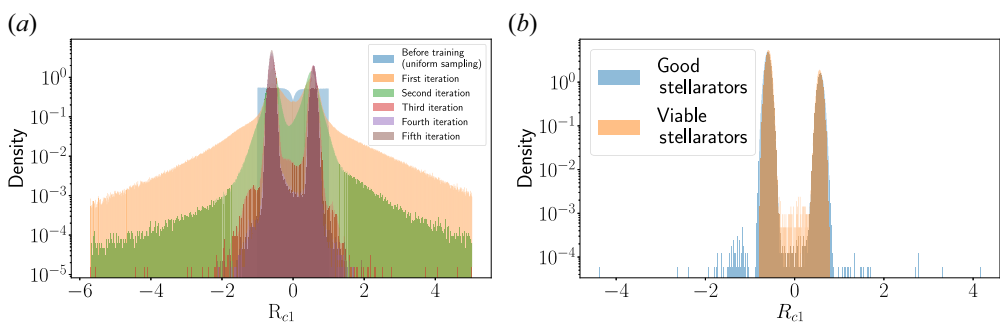 (a)
(b)
Before training
(uniform sampling)
First iteration
Second iteration
Third iteration
Fourth iteration
Fifth iteration
Density
10^0
10^−1
10^−2
10^−3
10^−4
10^−5
−6
−4
−2
0
2
4
R_c1
Good
stellarators
Viable
stellarators
Density
10^0
10^−1
10^−2
10^−3
10^−4
−4
−2
0
2
4
R_c1